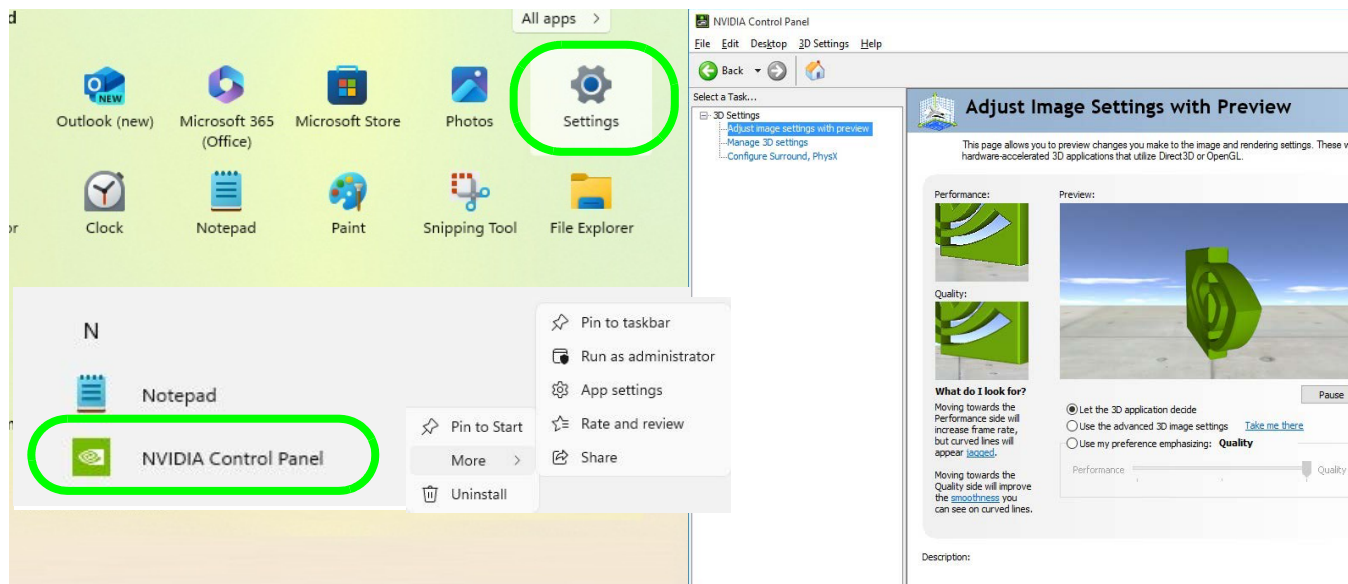 d
All apps >
Outlook (new)
NEW
Microsoft 365
(Office)
Microsoft Store
Photos
Settings
or
Clock
Notepad
Paint
Snipping Tool
File Explorer
N
Notepad
NVIDIA Control Panel
Pin to Start
More >
Uninstall
Pin to taskbar
Run as administrator
App settings
Rate and review
Share
NVIDIA Control Panel
File Edit Desktop 3D Settings Help
Back
Select a Task...
3D Settings
Adjust image settings with preview
Manage 3D settings
Configure Surround, PhysX
Adjust Image Settings with Preview
This page allows you to preview changes you make to the image and rendering settings. These
hardware-accelerated 3D applications that utilize Direct3D or OpenGL.
Performance:
Quality:
What do I look for?
Moving towards the
Performance side will
increase frame rate,
but curved lines will
appear jagged.
Moving towards the
Quality side will improve
the smoothness you
can see on curved lines.
Preview:
Pause
Let the 3D application decide
Use the advanced 3D image settings Take me there
Use my preference emphasizing: Quality
Performance Quality
Description: